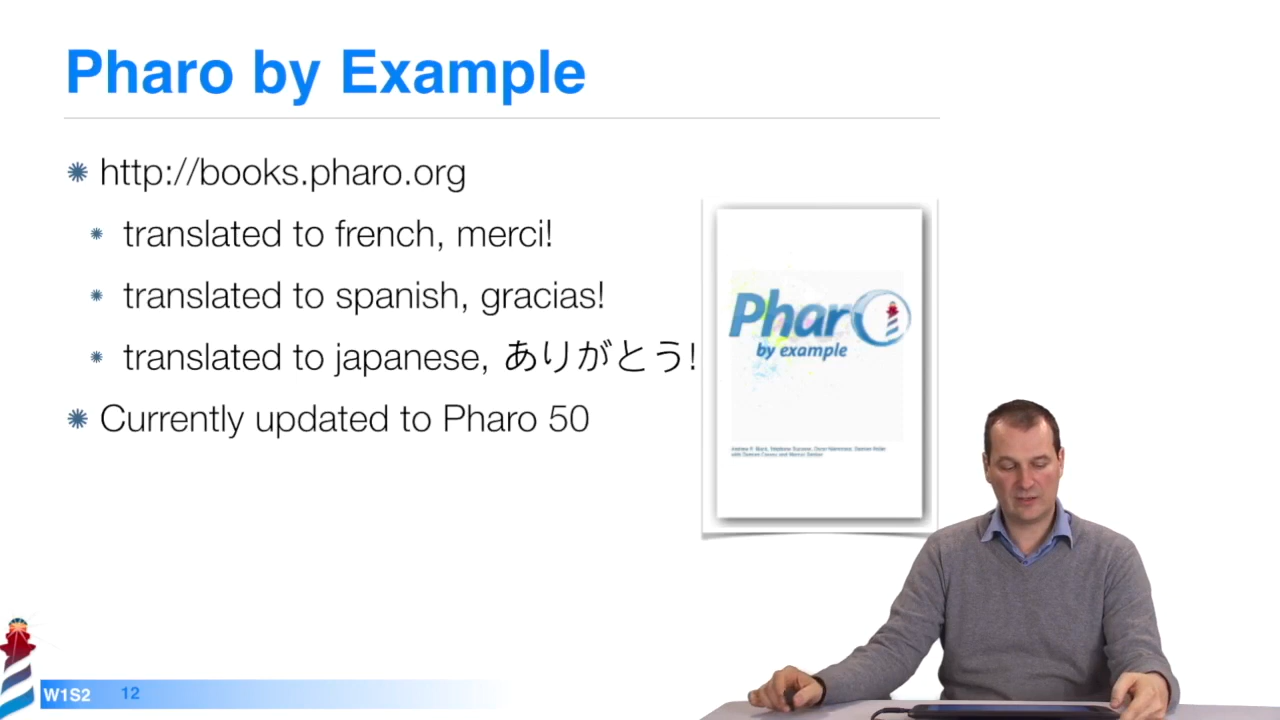 Pharo by Example
http://books.pharo.org
translated to french, merci!
translated to spanish, gracias!
translated to japanese, ありがとう!
Currently updated to Pharo 50
Pharo
by example
W1S2 12